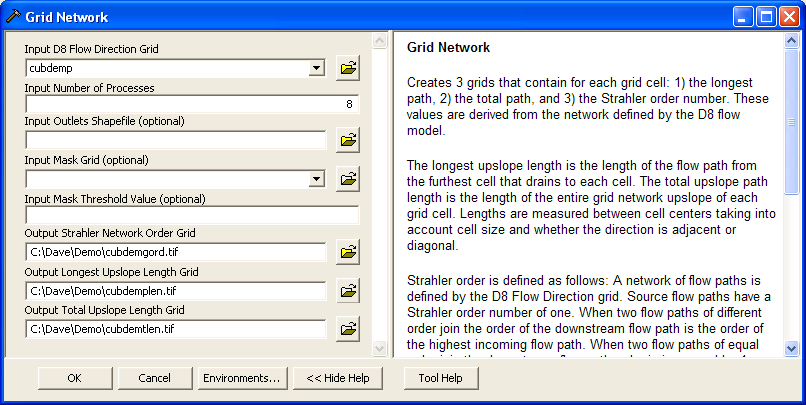 Grid Network
Input D8 Flow Direction Grid
cubdemp
Input Number of Processes
8
Input Outlets Shapefile (optional)
Input Mask Grid (optional)
Input Mask Threshold Value (optional)
Output Strahler Network Order Grid
C:\Dave\Demo\cubdemgord.tif
Output Longest Upslope Length Grid
C:\Dave\Demo\cubdemplen.tif
Output Total Upslope Length Grid
C:\Dave\Demo\cubdemtlen.tif
Grid Network
Creates 3 grids that contain for each grid cell: 1) the longest
path, 2) the total path, and 3) the Strahler order number. These
values are derived from the network defined by the D8 flow
model.
The longest upslope length is the length of the flow path from
the furthest cell that drains to each cell. The total upslope path
length is the length of the entire grid network upslope of each
grid cell. Lengths are measured between cell centers taking into
account cell size and whether the direction is adjacent or
diagonal.
Strahler order is defined as follows: A network of flow paths is
defined by the D8 Flow Direction grid. Source flow paths have a
Strahler order number of one. When two flow paths of different
order join the order of the downstream flow path is the order of
the highest incoming flow path. When two flow paths of equal
OK
Cancel
Environments...
<< Hide Help
Tool Help